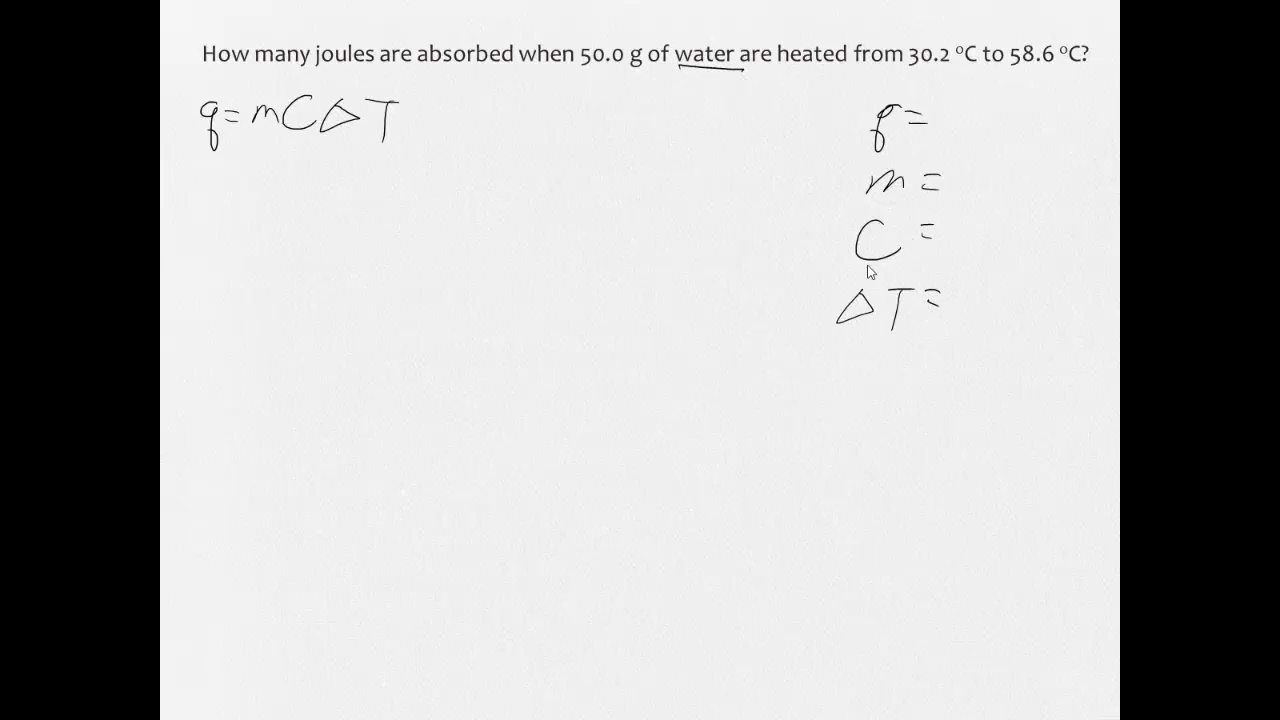 How many joules are absorbed when 50.0 g of water are heated from 30.2 °C to 58.6 °C?
q = mCΔT
q =
m =
C =
ΔT =